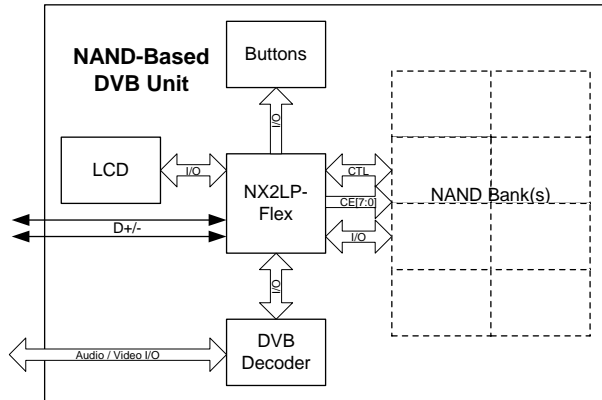 NAND-Based
DVB Unit
Buttons
I/O
LCD
I/O
NX2LP-
Flex
CTL
CE[7:0]
I/O
NAND Bank(s)
D+/-
I/O
DVB
Decoder
Audio / Video I/O